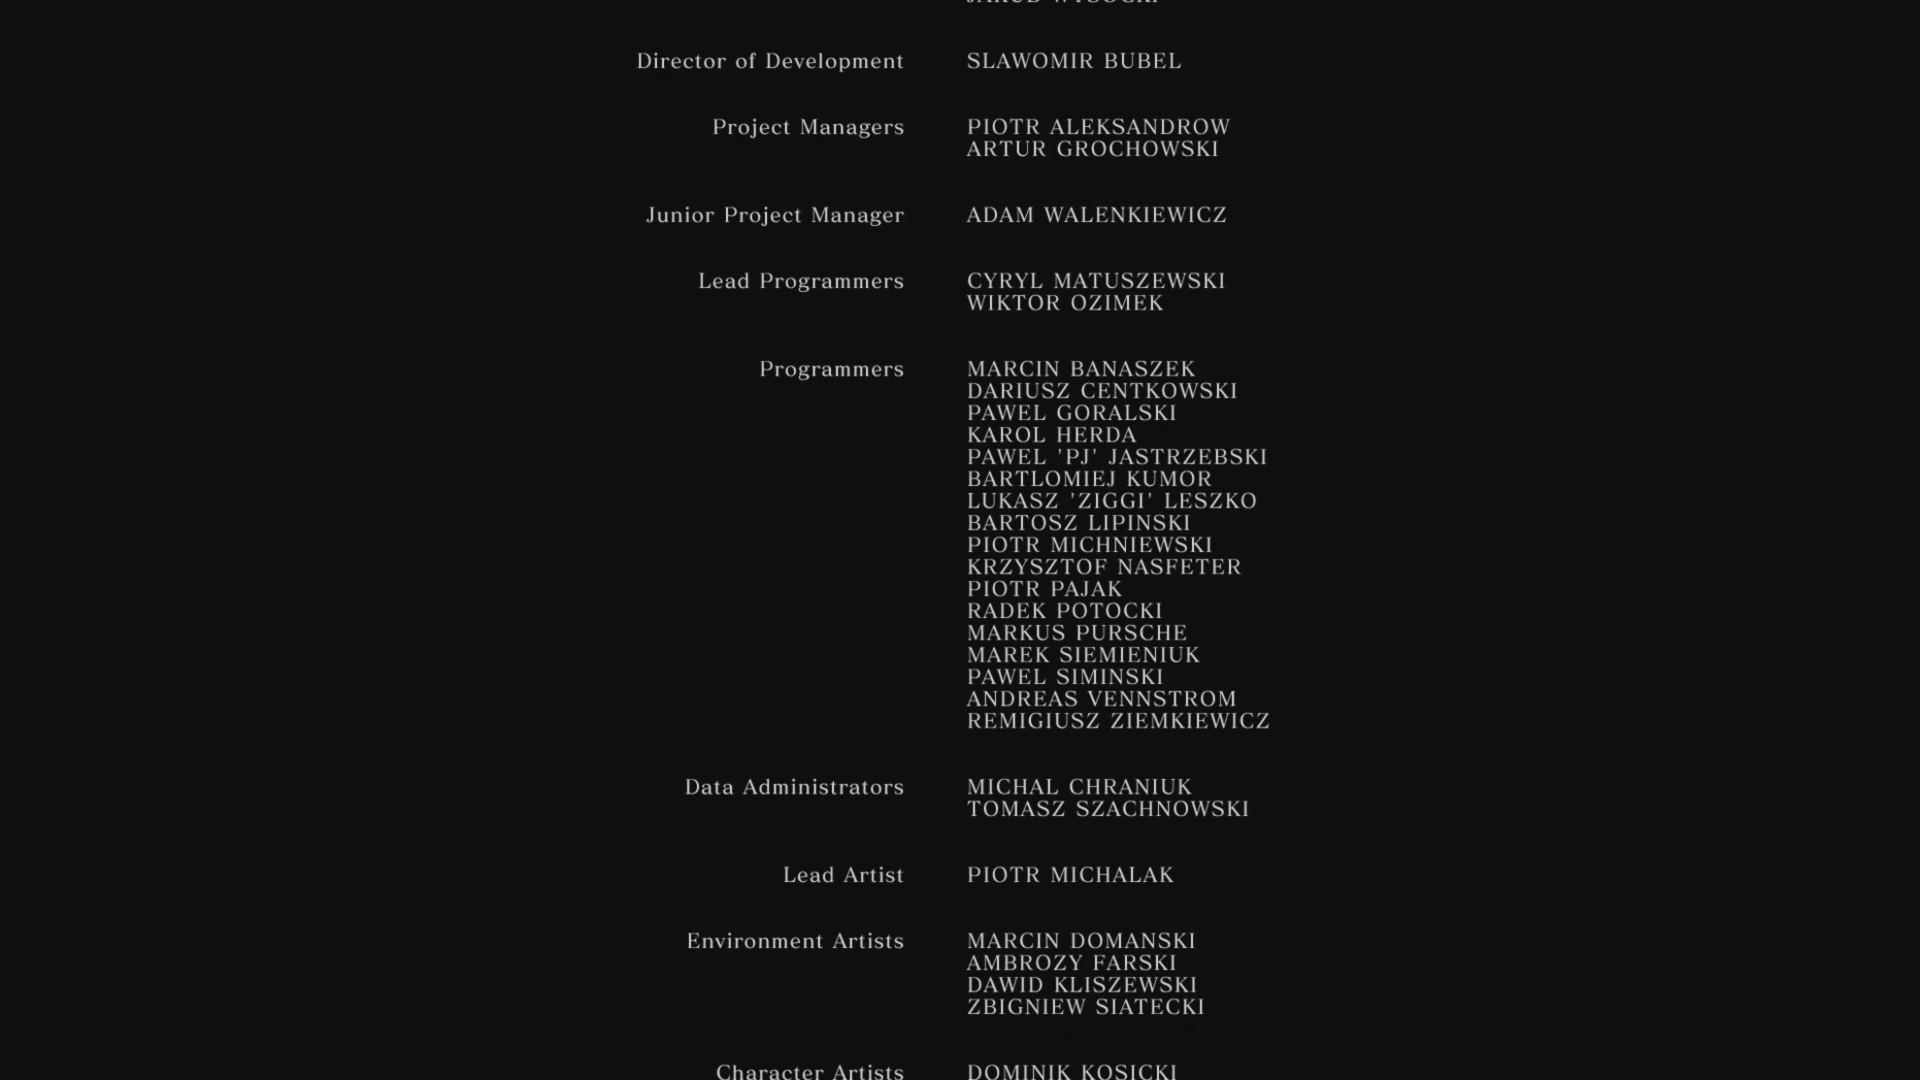 Director of Development SLAWOMIR BUBEL
Project Managers PIOTR ALEKSANDROW
ARTUR GROCHOWSKI
Junior Project Manager ADAM WALENKIEWICZ
Lead Programmers CYRYL MATUSZEWSKI
WIKTOR OZIMEK
Programmers MARCIN BANASZEK
DARIUSZ CENTKOWSKI
PAWEL GORALSKI
KAROL HERDA
PAWEL 'PJ' JASTRZEBSKI
BARTLOMIEJ KUMOR
LUKASZ 'ZIGGI' LESZKO
BARTOSZ LIPINSKI
PIOTR MICHNIEWSKI
KRZYSZTOF NASFETER
PIOTR PAJAK
RADEK POTOCKI
MARKUS PURSCHE
MAREK SIEMIENIUK
PAWEL SIMINSKI
ANDREAS VENNSTROM
REMIGIUSZ ZIEMKIEWICZ
Data Administrators MICHAL CHRANIUK
TOMASZ SZACHNOWSKI
Lead Artist PIOTR MICHALAK
Environment Artists MARCIN DOMANSKI
AMBROZY FARSKI
DAWID KLISZEWSKI
ZBIGNIEW SIATECKI
Character Artists DOMINIK KOSICKI